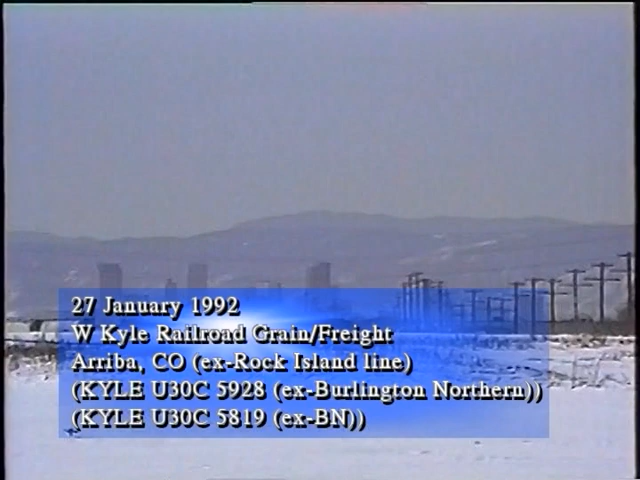 27 January 1992
W Kyle Railroad Grain/Freight
Arriba, CO (ex-Rock Island line)
(KYLE U30C 5928 (ex-Burlington Northern))
(KYLE U30C 5819 (ex-BN))